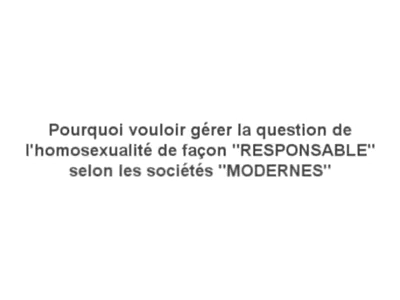 Pourquoi vouloir gérer la question de
l'homosexualité de façon "RESPONSABLE"
selon les sociétés "MODERNES"